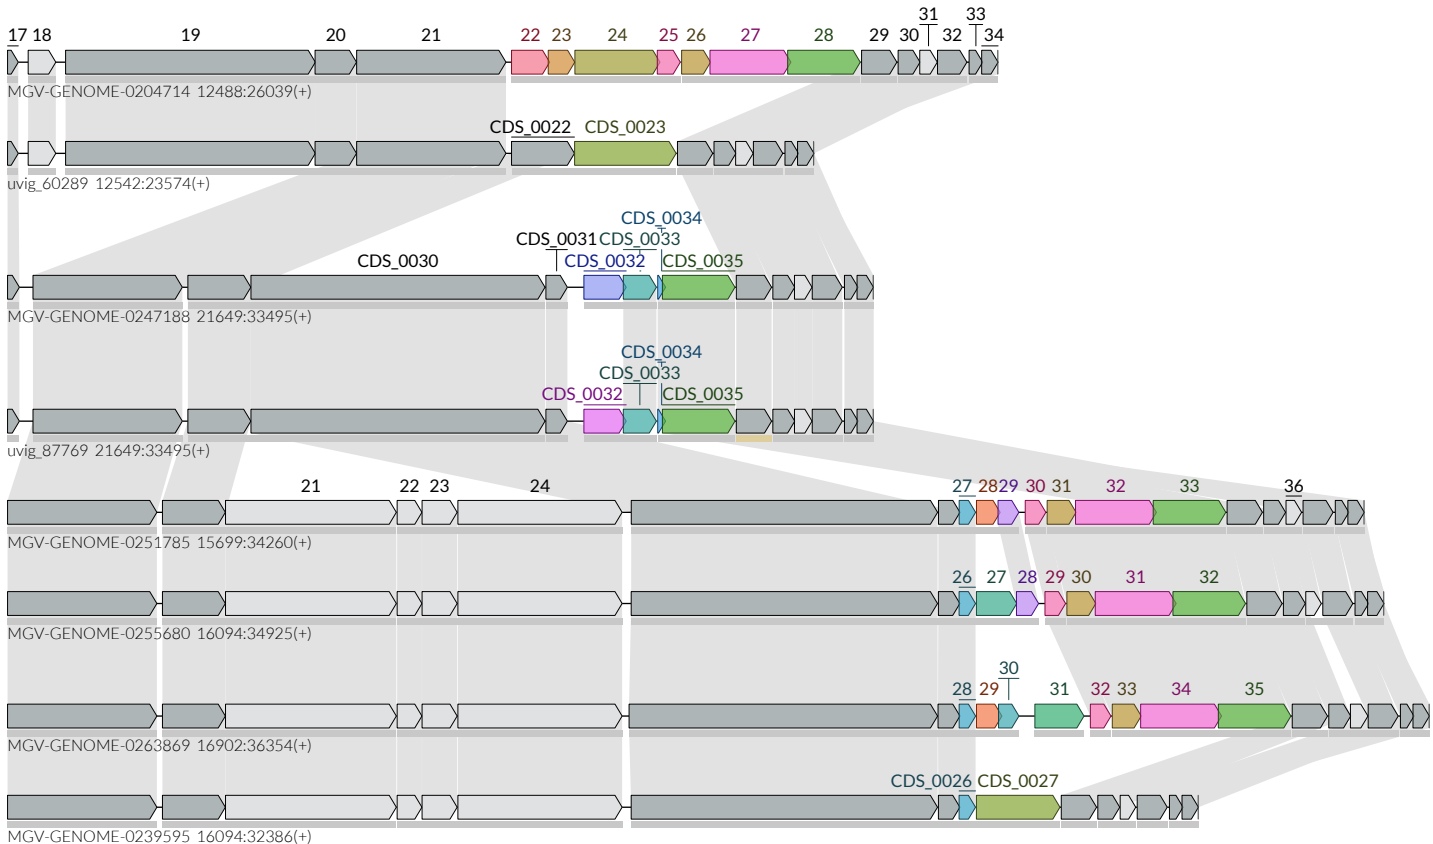 31 33
17 18 19 20 21 22 23 24 25 26 27 28 29 30 32 34
MGV-GENOME-0204714 12488:26039(+)
CDS_0022 CDS_0023
uvig_60289 12542:23574(+)
CDS_0034
CDS_0031 CDS_0033
CDS_0030 CDS_0032 CDS_0035
MGV-GENOME-0247188 21649:33495(+)
CDS_0034
CDS_0033
CDS_0032 CDS_0035
uvig_87769 21649:33495(+)
21 22 23 24 27 28 29 30 31 32 33 36
MGV-GENOME-0251785 15699:34260(+)
26 27 28 29 30 31 32
MGV-GENOME-0255680 16094:34925(+)
30
28 29 31 32 33 34 35
MGV-GENOME-0263869 16902:36354(+)
CDS_0026 CDS_0027
MGV-GENOME-0239595 16094:32386(+)